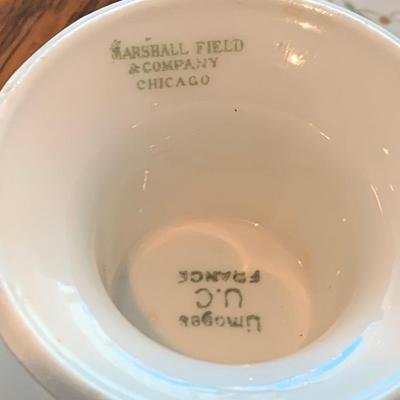 MARSHALL FIELD
& COMPANY
CHICAGO
Limoges
U.C
FRANCE